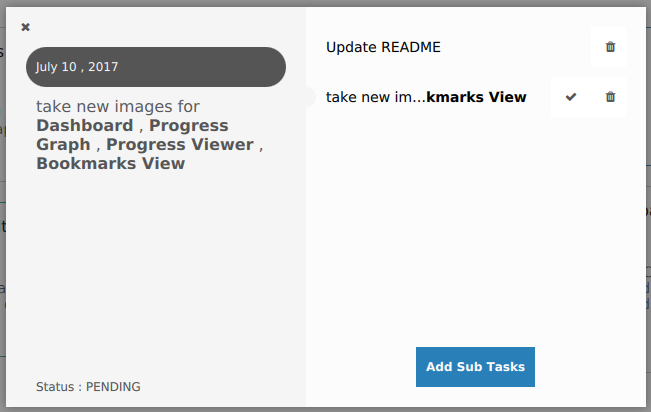 July 10 , 2017
take new images for
Dashboard , Progress
Graph , Progress Viewer ,
Bookmarks View
Status : PENDING
Update README
take new im...kmarks View
Add Sub Tasks